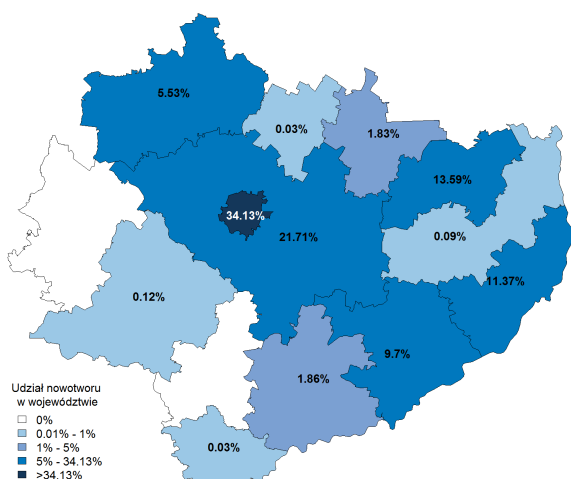 5.53%
0.03%
1.83%
13.59%
34.13%
21.71%
0.09%
11.37%
0.12%
9.7%
1.86%
0.03%
Udział nowotworu
w województwie
0%
0.01% - 1%
1% - 5%
5% - 34.13%
>34.13%